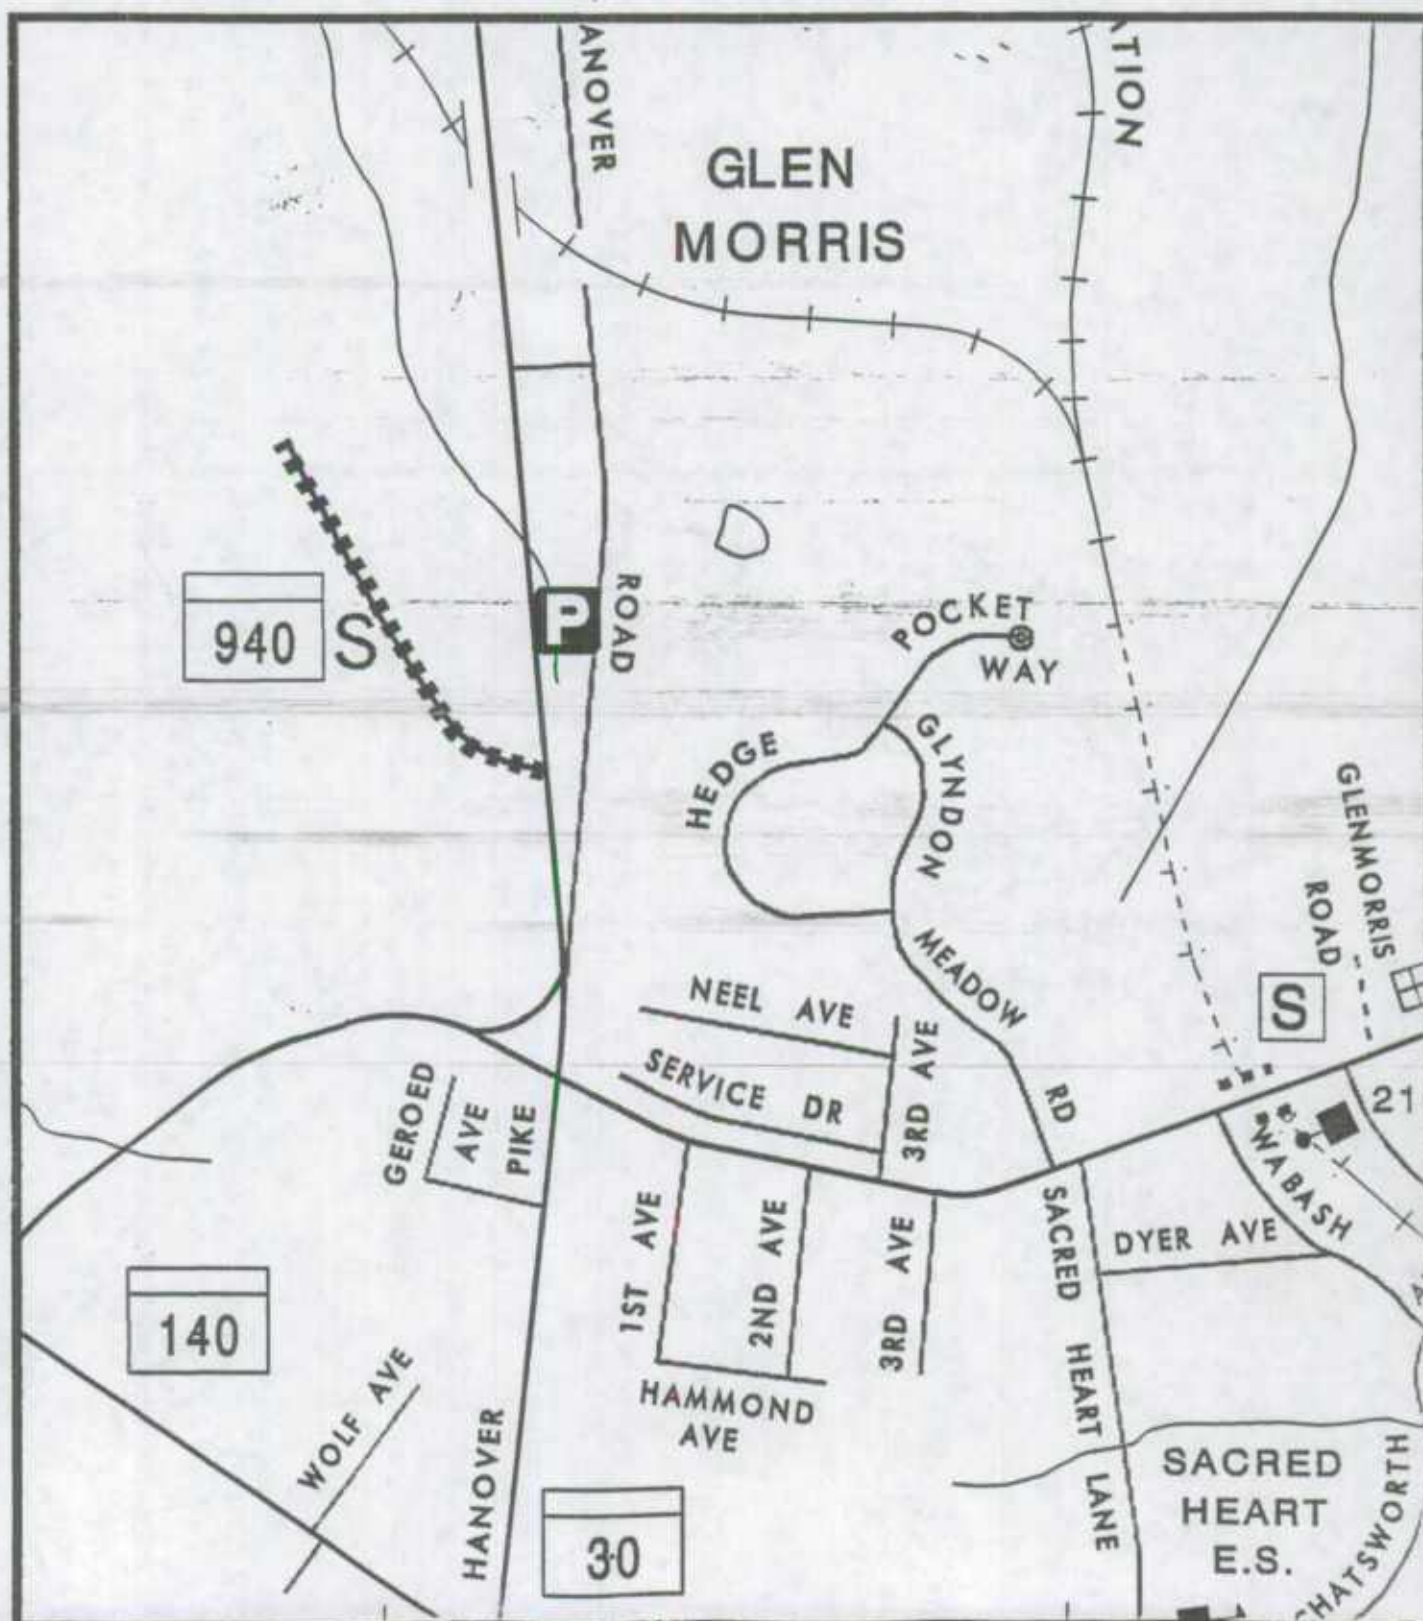 ANOVER
ATION
GLEN
MORRIS
940
S
P
ROAD
POCKET
WAY
HEDGE
GLYNDON
GLENMORRIS
ROAD
MEADOW
RD
NEEL AVE
SERVICE DR
3RD AVE
S
21
GEROED
AVE
PIKE
WABASH
DYER AVE
1ST AVE
2ND AVE
3RD AVE
SACRED HEART LANE
140
HAMMOND
AVE
WOLF AVE
HANOVER
30
SACRED
HEART
E.S.
CHATSWORTH